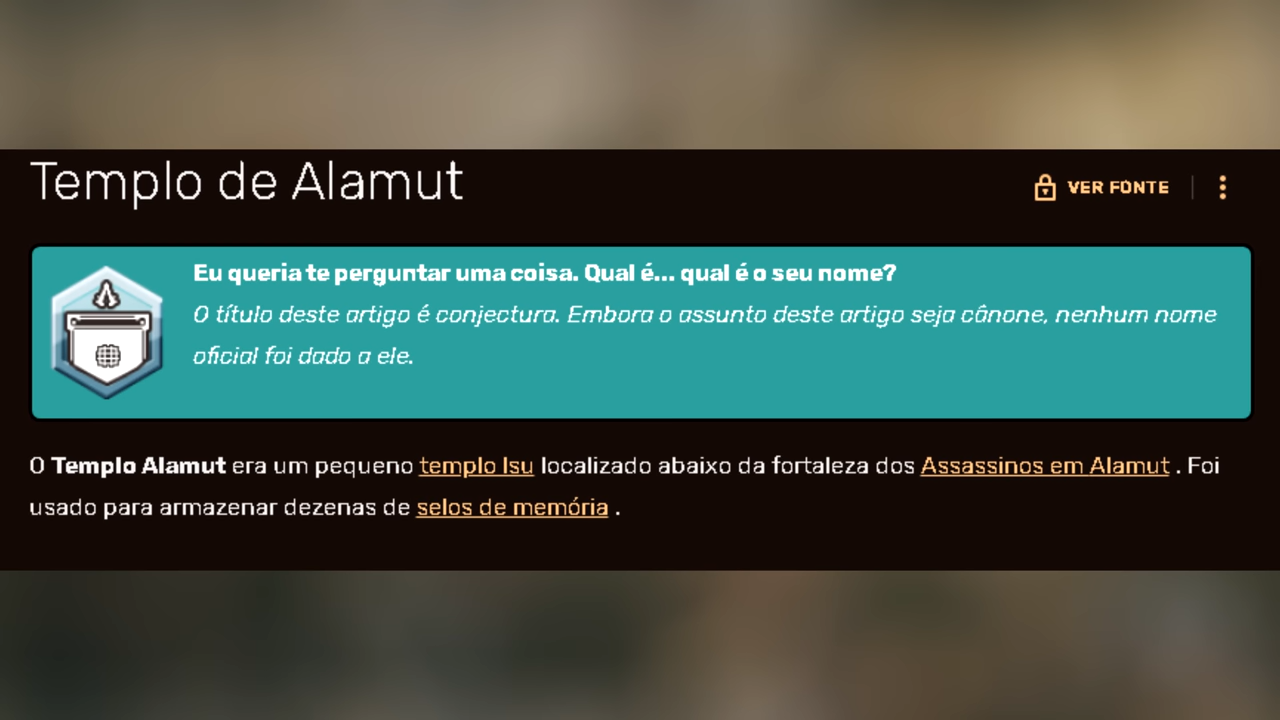 Templo de Alamut
VER FONTE
Eu queria te perguntar uma coisa. Qual é... qual é o seu nome?
O título deste artigo é conjectura. Embora o assunto deste artigo seja cânone, nenhum nome
oficial foi dado a ele.
O Templo Alamut era um pequeno templo Isu localizado abaixo da fortaleza dos Assassinos em Alamut . Foi
usado para armazenar dezenas de selos de memória .